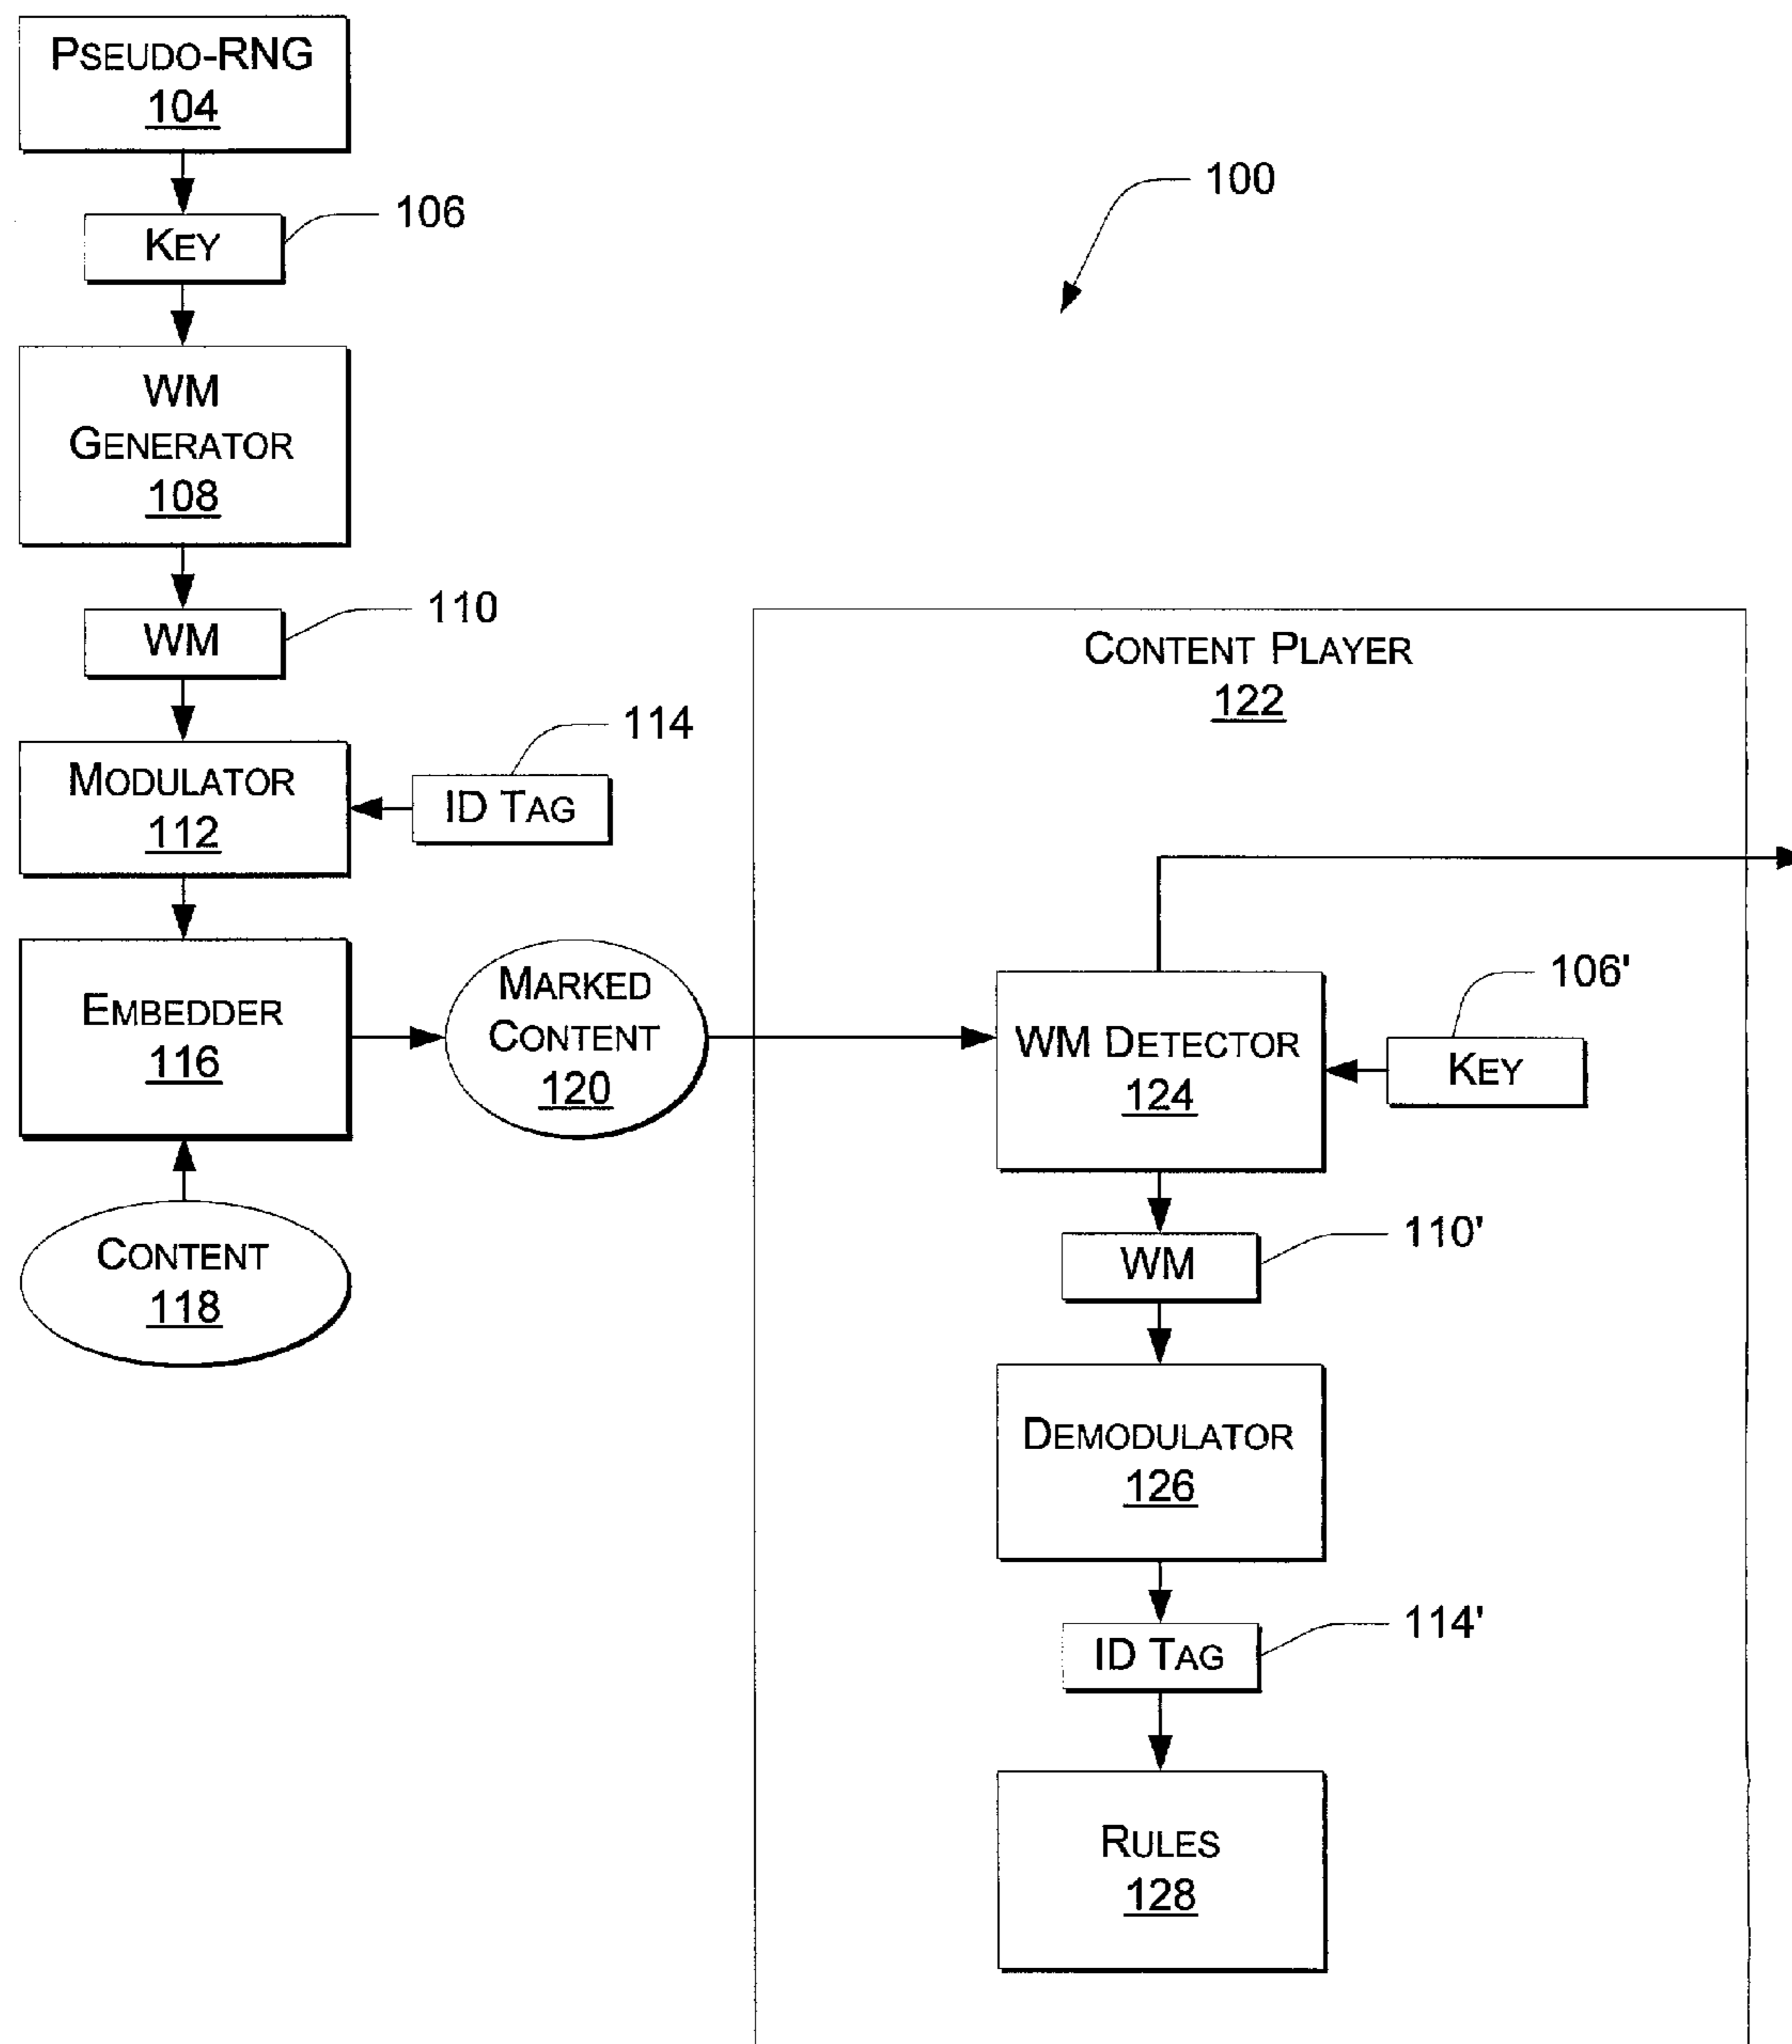 PSEUDO-RNG
104
100
106
KEY
WM
GENERATOR
108
110
WM
CONTENT PLAYER
122
114
MODULATOR
112
ID TAG
MARKED
CONTENT
120
EMBEDDER
116
106'
WM DETECTOR
124
KEY
CONTENT
118
110'
WM
DEMODULATOR
126
114'
ID TAG
RULES
128